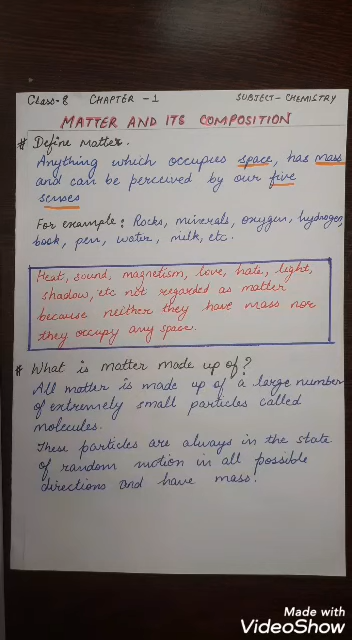 Class-8 CHAPTER -1 SUBJECT- CHEMISTRY
MATTER AND ITS COMPOSITION
# Define matter.
Anything which occupies space, has mass
and can be perceived by our five
senses
For example: Rocks, minerals, oxygen, hydrogen,
book, pen, water, milk, etc.
Heat, sound, magnetism, love, hate, light,
shadow, etc not regarded as matter
because neither they have mass nor
they occupy any space.
# What is matter made up of?
All matter is made up of a large number
of extremely small particles called
molecules.
These particles are always in the state
of random motion in all possible
directions and have mass.
Made with
VideoShow